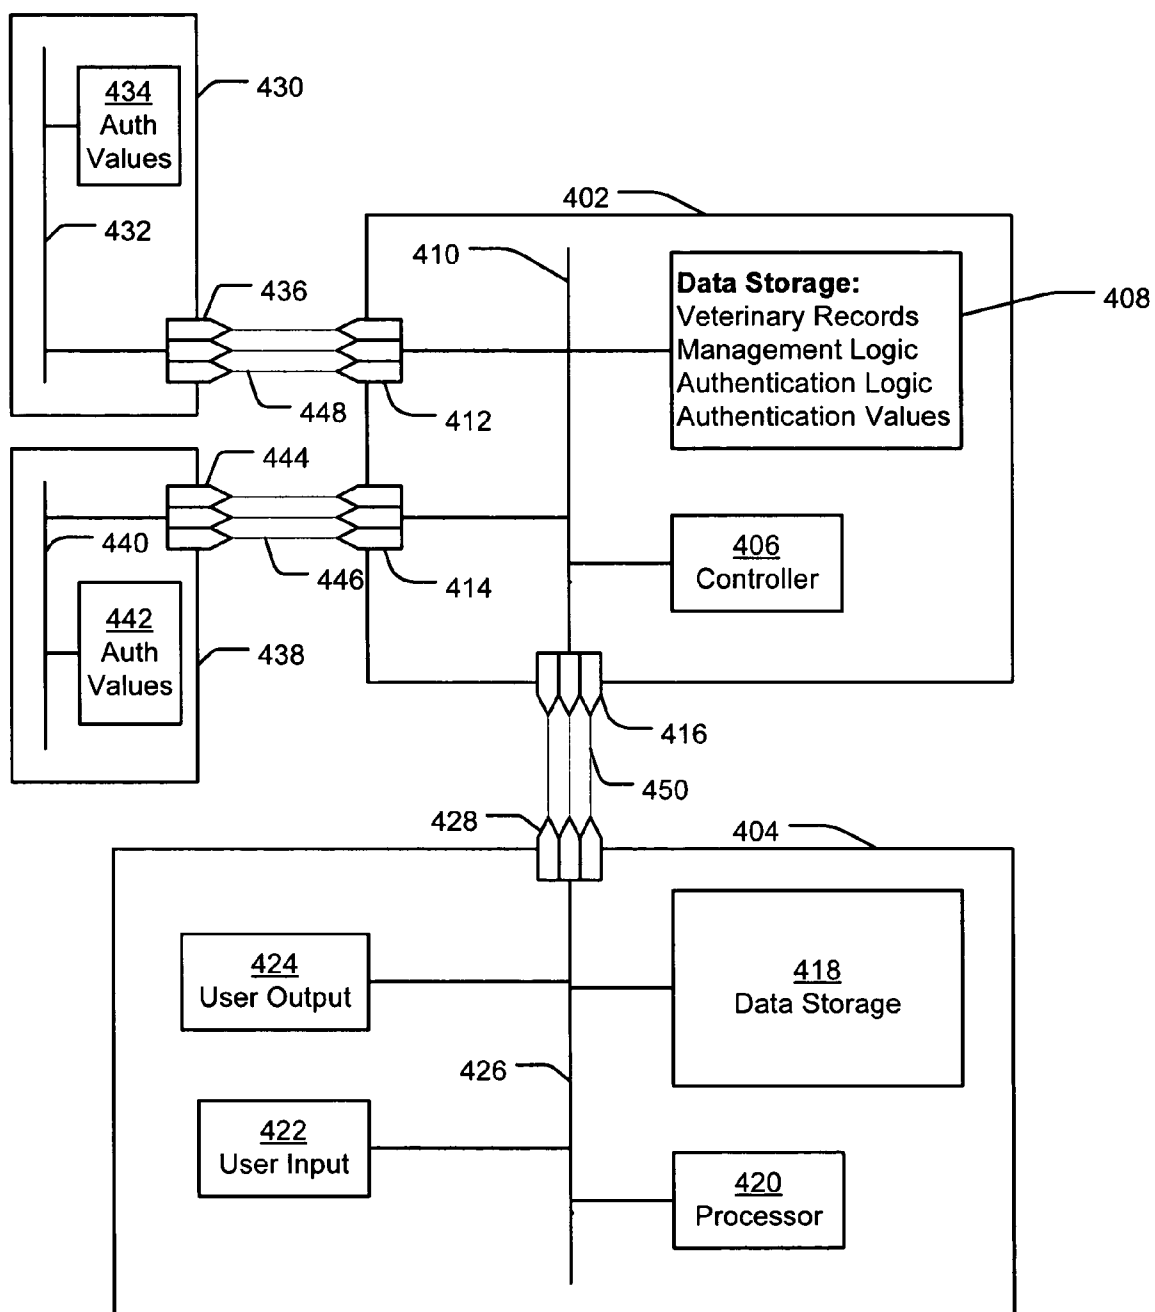 434
Auth
Values
430
432
402
410
Data Storage:
Veterinary Records
Management Logic
Authentication Logic
Authentication Values
408
436
448
412
444
440
446
414
442
Auth
Values
438
406
Controller
416
450
428
404
424
User Output
418
Data Storage
426
422
User Input
420
Processor